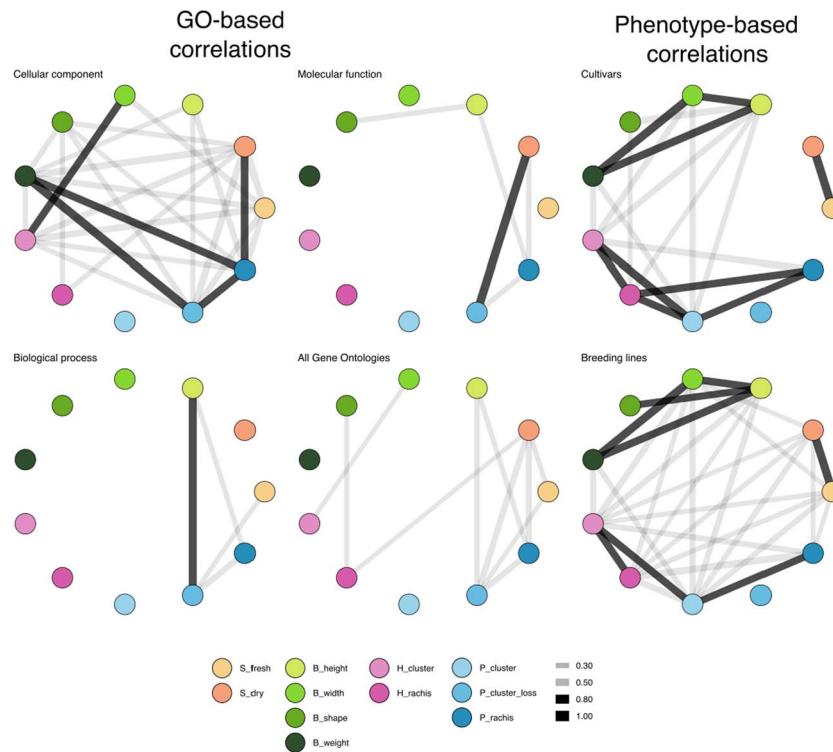 GO-based
correlations
Phenotype-based
correlations
Cellular component
Molecular function
Cultivars
Biological process
All Gene Ontologies
Breeding lines
S_fresh
S_dry
B_height
B_width
B_shape
B_weight
H_cluster
H_rachis
P_cluster
P_cluster_loss
P_rachis
0.30
0.50
0.80
1.00